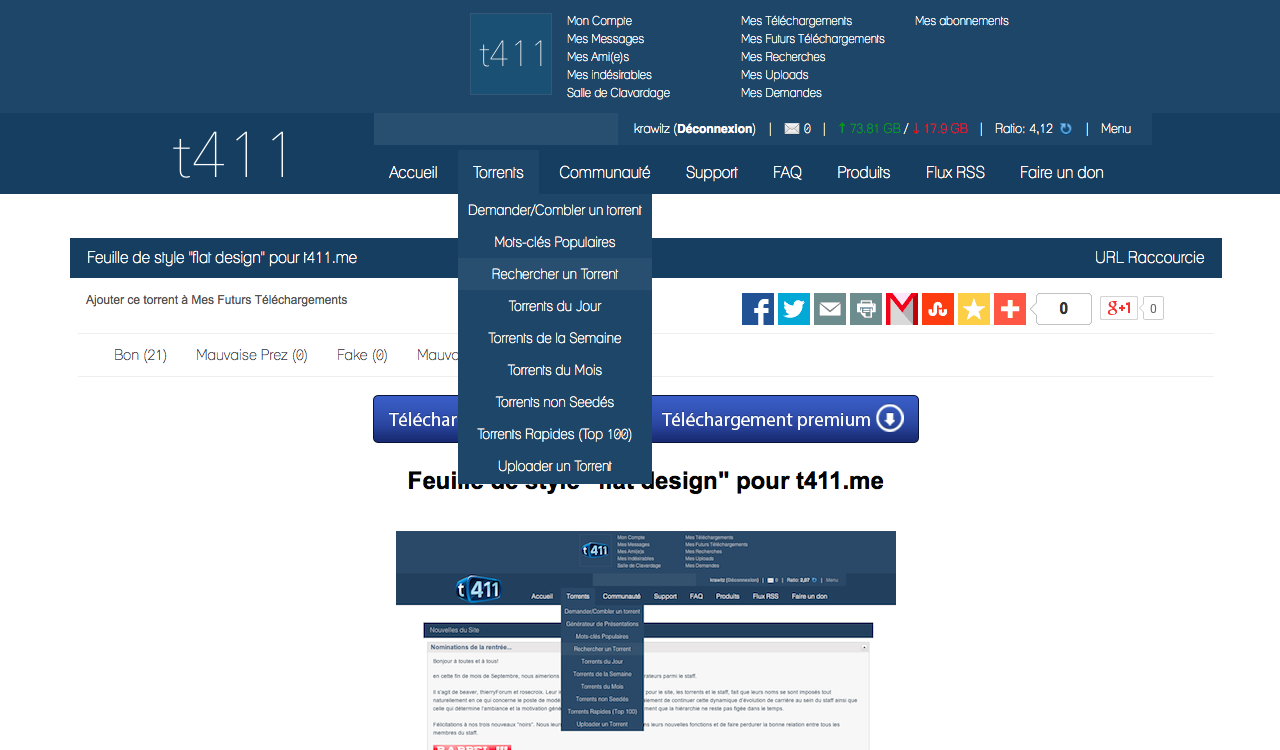 t411
Mon Compte
Mes Messages
Mes Ami(e)s
Mes indésirables
Salle de Clavardage
Mes Téléchargements
Mes Futurs Téléchargements
Mes Recherches
Mes Uploads
Mes Demandes
Mes abonnements
t411
krawitz (Déconnexion) | 0 | ↑ 73.81 GB / ↓ 17.9 GB | Ratio: 4,12 | Menu
Accueil Torrents Communauté Support FAQ Produits Flux RSS Faire un don
Demander/Combler un torrent
Mots-clés Populaires
Rechercher un Torrent
Torrents du Jour
Torrents de la Semaine
Torrents du Mois
Torrents non Seedés
Torrents Rapides (Top 100)
Uploader un Torrent
Feuille de style "flat design" pour t411.me URL Raccourcie
Ajouter ce torrent à Mes Futurs Téléchargements
0 g+1 0
Bon (21) Mauvaise Prez (0) Fake (0) Mauva
Téléchar Téléchargement premium
Feuille de style "flat design" pour t411.me
t411
Mon Compte
Mes Messages
Mes Ami(e)s
Mes indésirables
Salle de Clavardage
Mes Téléchargements
Mes Futurs Téléchargements
Mes Recherches
Mes Uploads
Mes Demandes
t411
krawitz (Déconnexion) | 0 | Ratio: 2,67 | Menu
Accueil Torrents Communauté Support FAQ Produits Flux RSS Faire un don
Demander/Combler un torrent
Générateur de Présentations
Mots-clés Populaires
Rechercher un Torrent
Torrents du Jour
Torrents de la Semaine
Torrents du Mois
Torrents non Seedés
Torrents Rapides (Top 100)
Uploader un Torrent
Nouvelles du Site
Nominations de la rentrée...
Bonjour à toutes et à tous!
en cette fin de mois de Septembre, nous aimerions rateurs parmi le staff.
Il s'agit de beaver, thierryForum et rosecroix. Leur i pour le site, les torrents et le staff, fait que leurs noms se sont imposés tout
naturellement en ce qui concerne le poste de modé alement de continuer cette dynamique d'évolution de carrière au sein du staff ainsi que
celle qui détermine l'ambiance et la motivation géné ment que la hiérarchie ne reste pas figée dans le temps.
Félicitations à nos trois nouveaux "noirs". Nous leur ns leurs nouvelles fonctions et de faire perdurer la bonne relation entre tous les
membres du staff.